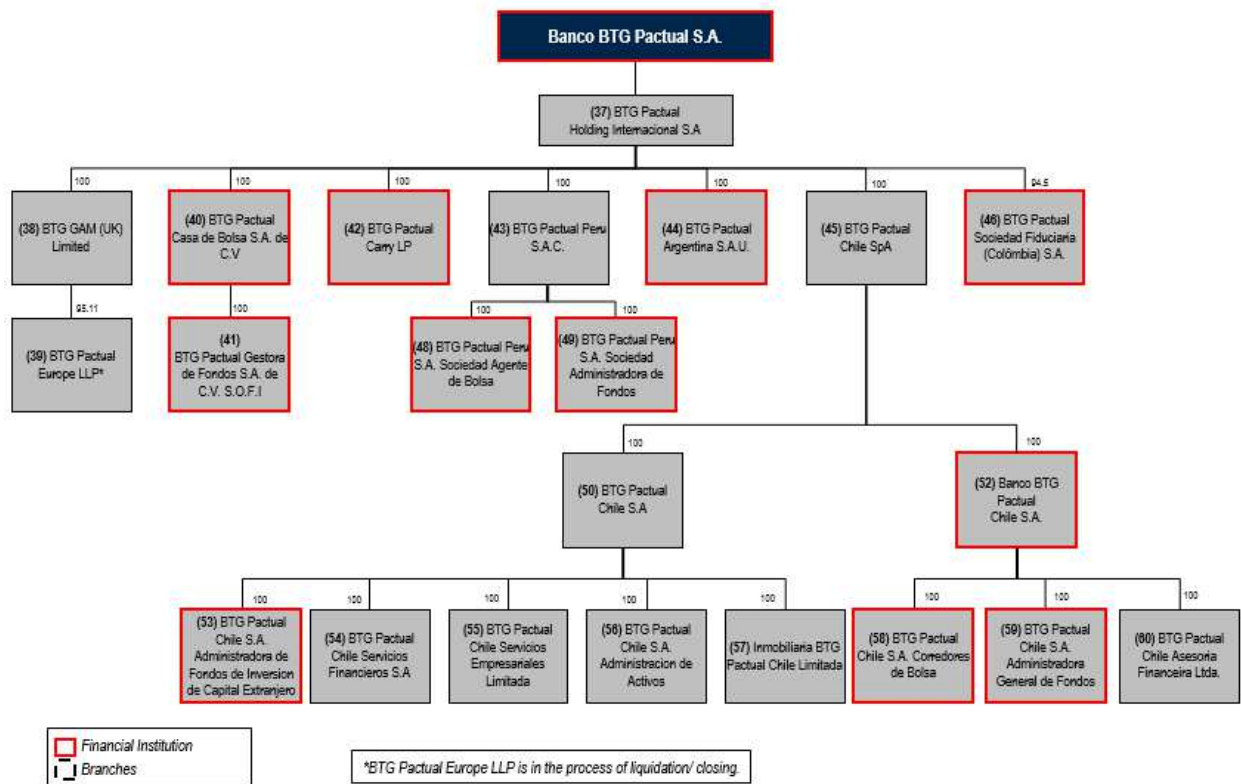 Banco BTG Pactual S.A.
(37) BTG Pactual
Holding Internacional S.A
100
100
100
100
100
100
94.5
(38) BTG GAM (UK)
Limited
(40) BTG Pactual
Casa de Bolsa S.A. de
C.V
(42) BTG Pactual
Carry LP
(43) BTG Pactual Peru
S.A.C.
(44) BTG Pactual
Argentina S.A.U.
(45) BTG Pactual
Chile SpA
(46) BTG Pactual
Sociedad Fiduciaria
(Colômbia) S.A.
95.11
100
100
100
(39) BTG Pactual
Europe LLP*
(41)
BTG Pactual Gestora
de Fondos S.A. de
C.V. S.O.F.I
(48) BTG Pactual Peru
S.A. Sociedad Agente
de Bolsa
(49) BTG Pactual Peru
S.A. Sociedad
Administradora de
Fondos
100
100
(50) BTG Pactual
Chile S.A
(52) Banco BTG
Pactual
Chile S.A.
100
100
100
100
100
100
100
100
(53) BTG Pactual
Chile S.A.
Administradora de
Fondos de Inversion
de Capital Extranjero
(54) BTG Pactual
Chile Servicios
Financieros S.A
(55) BTG Pactual
Chile Servicios
Empresariales
Limitada
(56) BTG Pactual
Chile S.A.
Administracion de
Activos
(57) Inmobiliaria BTG
Pactual Chile Limitada
(58) BTG Pactual
Chile S.A. Corredores
de Bolsa
(59) BTG Pactual
Chile S.A.
Administradora
General de Fondos
(60) BTG Pactual
Chile Asesoria
Financeira Ltda.
Financial Institution
Branches
*BTG Pactual Europe LLP is in the process of liquidation/ closing.